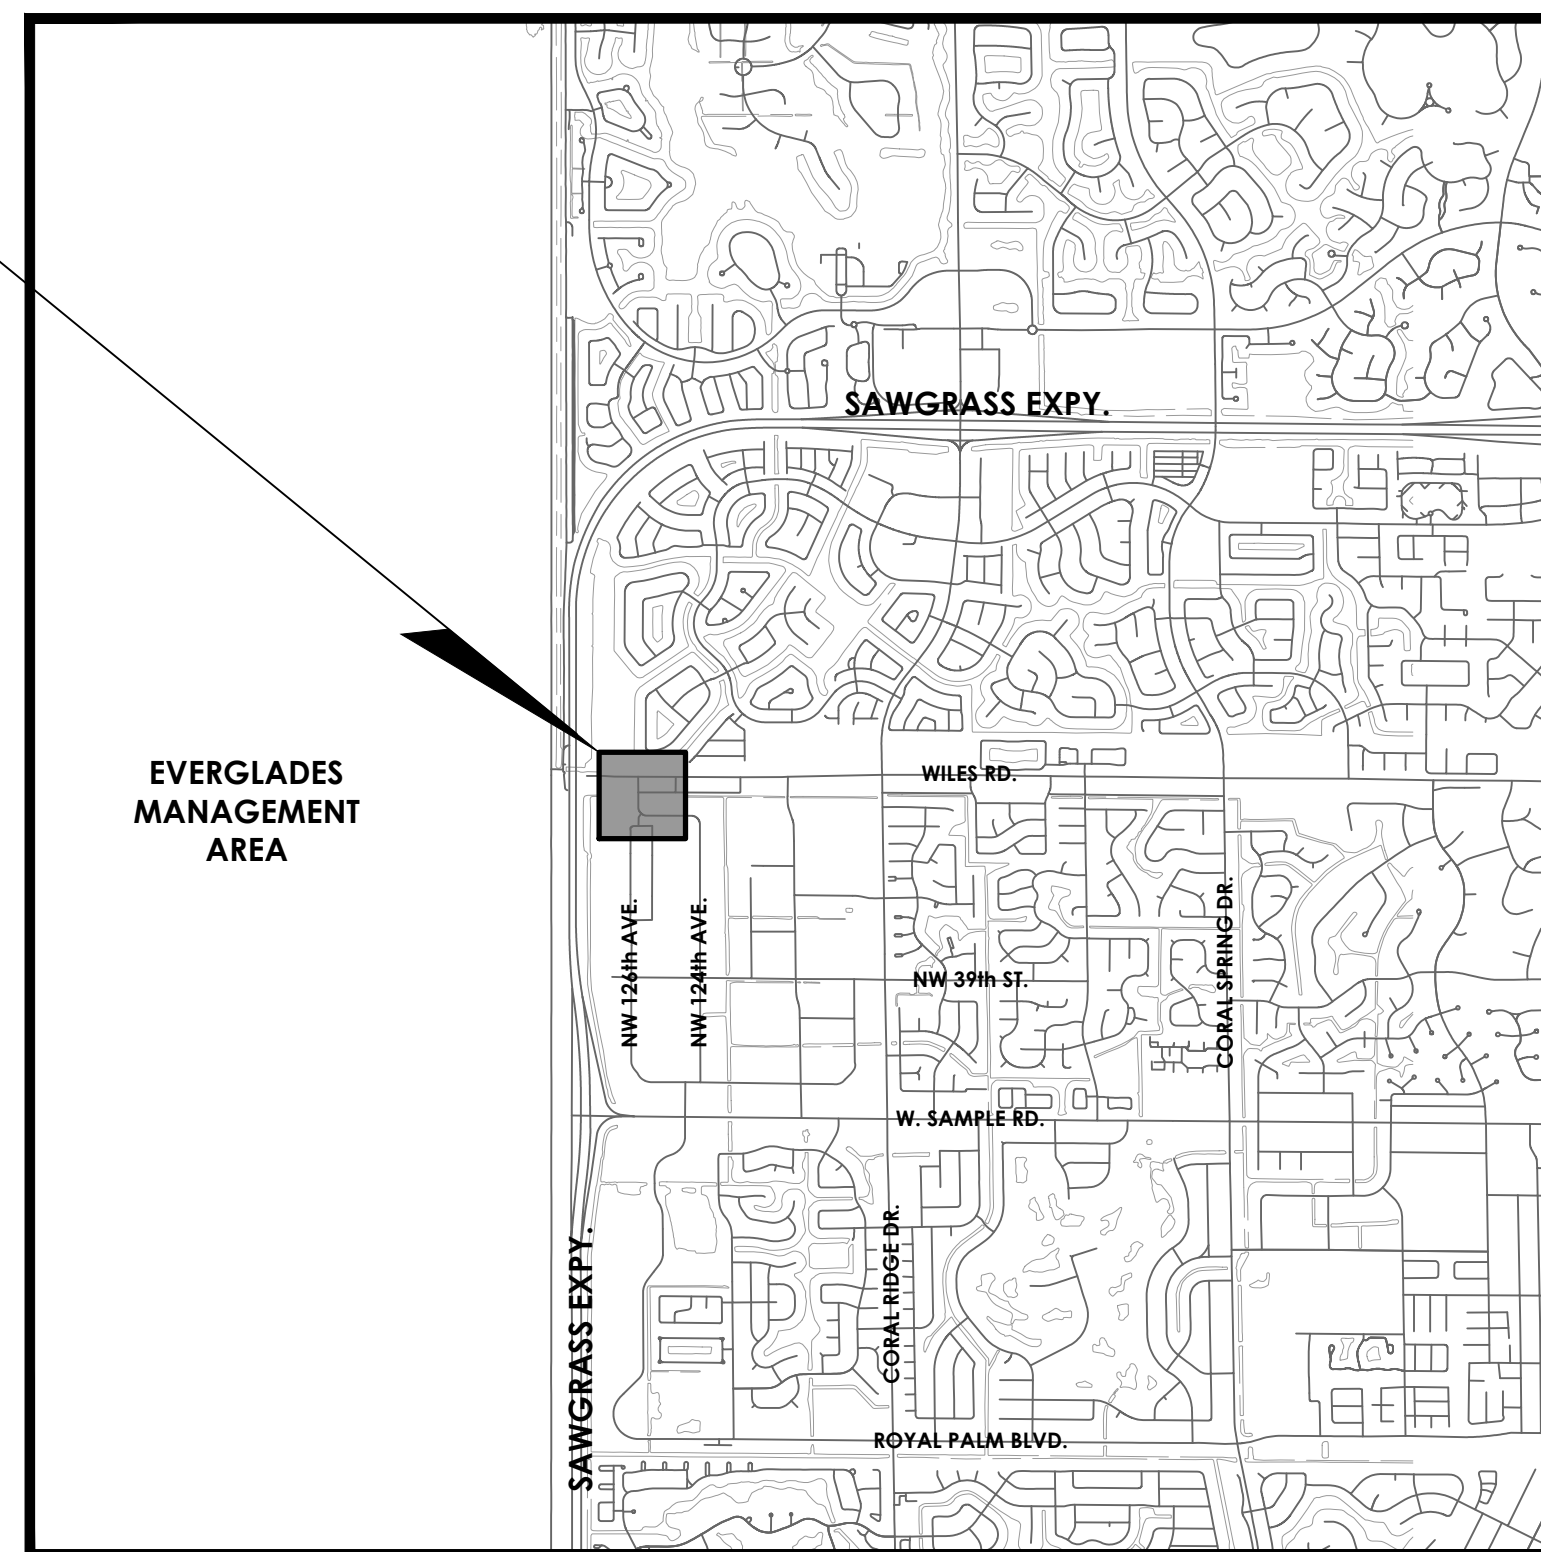 SAWGRASS EXPY.
EVERGLADES
MANAGEMENT
AREA
WILES RD.
NW 126th AVE.
NW 124th AVE.
NW 39th ST.
CORAL SPRING DR.
W. SAMPLE RD.
SAWGRASS EXPY.
CORAL RIDGE DR.
ROYAL PALM BLVD.